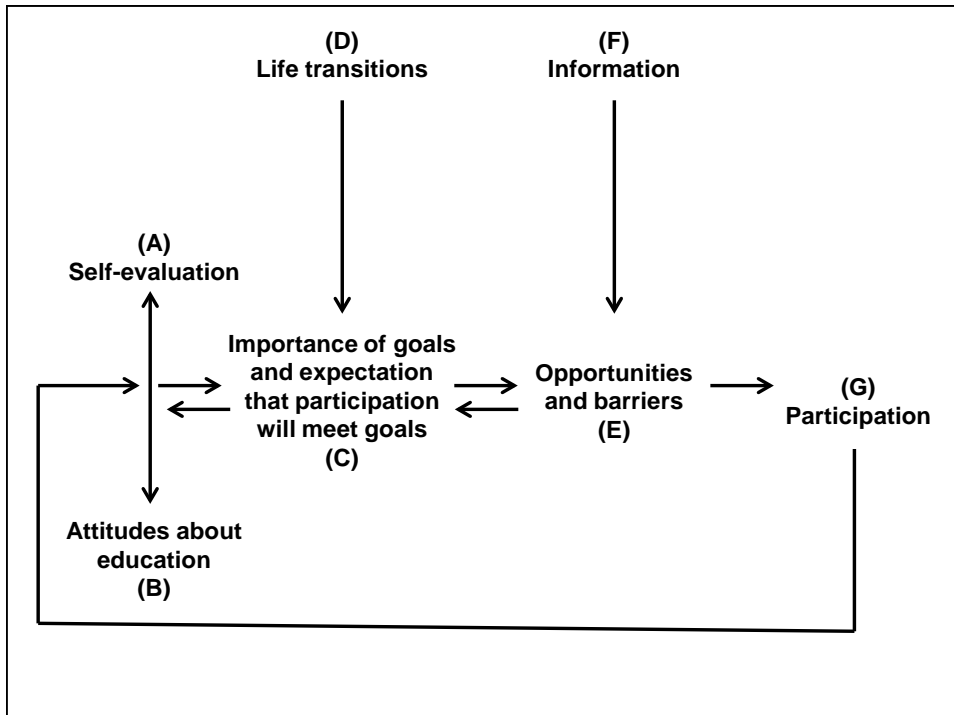 (D)
Life transitions
(F)
Information
(A)
Self-evaluation
Importance of goals
and expectation
that participation
will meet goals
(C)
Opportunities
and barriers
(E)
(G)
Participation
Attitudes about
education
(B)